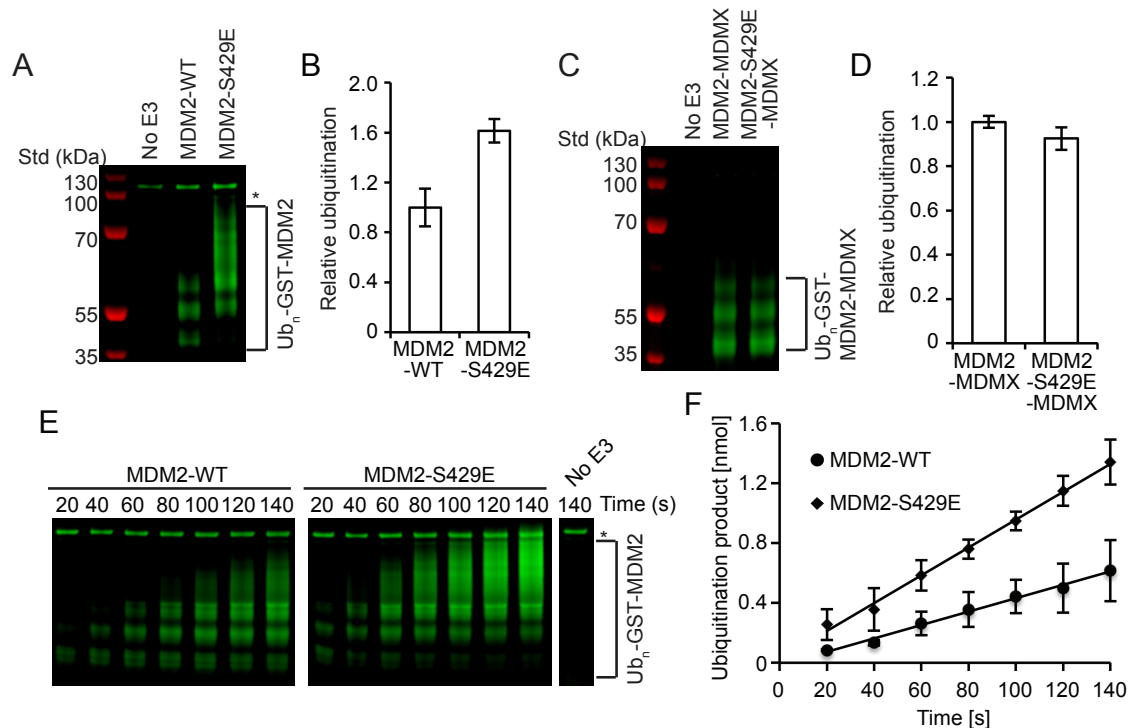 A
No E3
MDM2-WT
MDM2-S429E
Std (kDa)
130
100
70
55
35
*
Ubn-GST-MDM2
B
Relative ubiquitination
2.0
1.6
1.2
0.8
0.4
0
MDM2
-WT
MDM2
-S429E
C
No E3
MDM2-MDMX
MDM2-S429E
-MDMX
Std (kDa)
130
100
70
55
35
Ubn-GST-
MDM2-MDMX
D
Relative ubiquitination
1.2
1.0
0.8
0.6
0.4
0.2
0
MDM2
-MDMX
MDM2
-S429E
-MDMX
E
MDM2-WT
MDM2-S429E
No E3
20 40 60 80 100 120 140
20 40 60 80 100 120 140
140
Time (s)
*
Ubn-GST-MDM2
F
Ubiquitination product [nmol]
1.6
1.2
0.8
0.4
0
MDM2-WT
MDM2-S429E
0 20 40 60 80 100 120 140
Time [s]